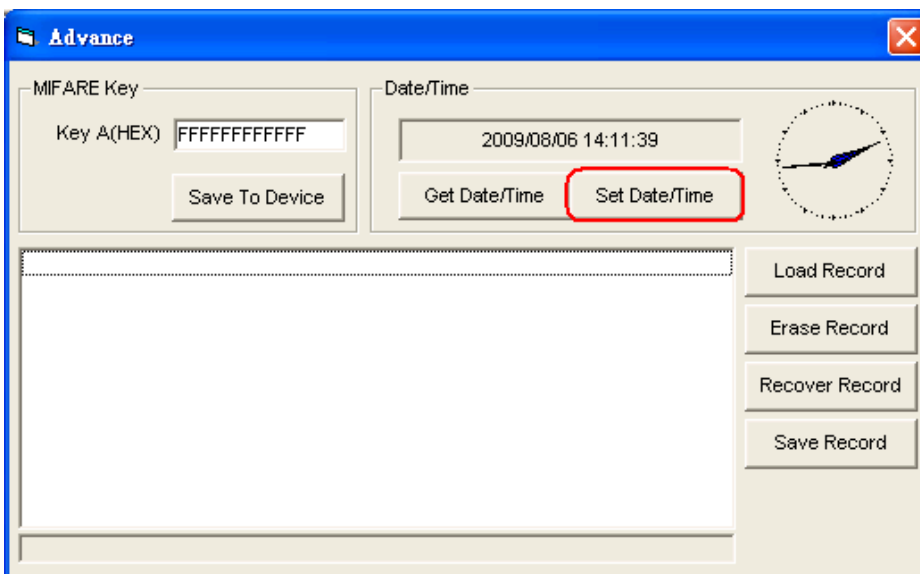 Advance
MIFARE Key
Key A(HEX) FFFFFFFFFFFF
Save To Device
Date/Time
2009/08/06 14:11:39
Get Date/Time Set Date/Time
Load Record
Erase Record
Recover Record
Save Record